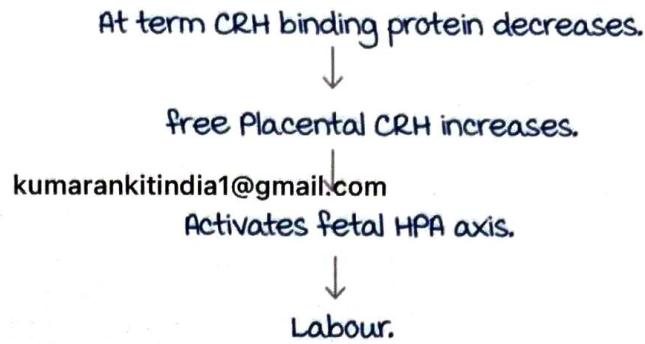 At term CRH binding protein decreases.
free Placental CRH increases.
kumarankitindia1@gmail.com
Activates fetal HPA axis.
Labour.